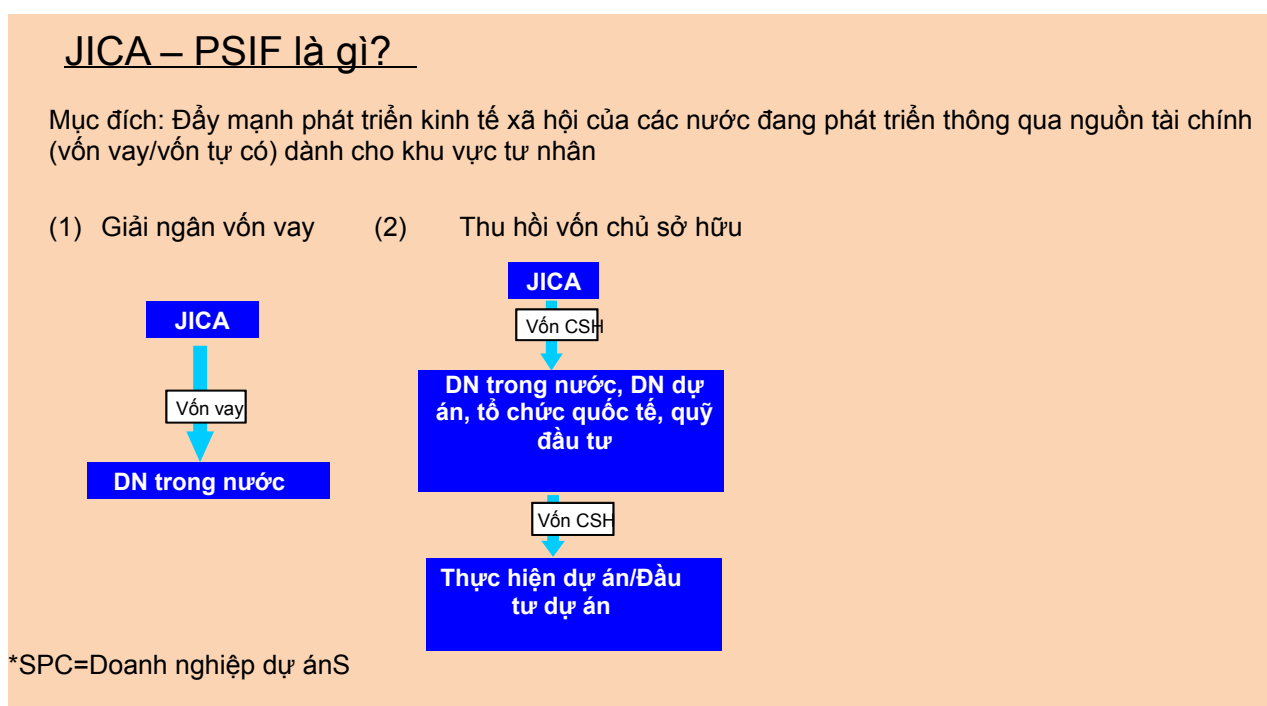 JICA – PSIF là gì?
Mục đích: Đẩy mạnh phát triển kinh tế xã hội của các nước đang phát triển thông qua nguồn tài chính
(vốn vay/vốn tự có) dành cho khu vực tư nhân
(1) Giải ngân vốn vay (2) Thu hồi vốn chủ sở hữu
JICA
Vốn vay
DN trong nước
JICA
Vốn CSH
DN trong nước, DN dự
án, tổ chức quốc tế, quỹ
đầu tư
Vốn CSH
Thực hiện dự án/Đầu
tư dự án
*SPC=Doanh nghiệp dự ánS